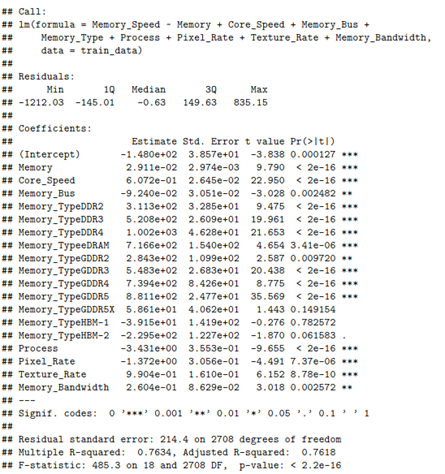 ## Call:
## lm(formula = Memory_Speed ~ Memory + Core_Speed + Memory_Bus +
## Memory_Type + Process + Pixel_Rate + Texture_Rate + Memory_Bandwidth,
## data = train_data)
##
## Residuals:
## Min 1Q Median 3Q Max
## -1212.03 -145.01 -0.63 149.63 835.15
##
## Coefficients:
## Estimate Std. Error t value Pr(>|t|)
## (Intercept) -1.480e+02 3.857e+01 -3.838 0.000127 ***
## Memory 2.911e-02 2.974e-03 9.790 < 2e-16 ***
## Core_Speed 6.072e-01 2.645e-02 22.950 < 2e-16 ***
## Memory_Bus -9.240e-02 3.051e-02 -3.028 0.002482 **
## Memory_TypeDDR2 3.113e+02 3.285e+01 9.475 < 2e-16 ***
## Memory_TypeDDR3 5.208e+02 2.609e+01 19.961 < 2e-16 ***
## Memory_TypeDDR4 1.002e+03 4.628e+01 21.653 < 2e-16 ***
## Memory_TypeeDRAM 7.166e+02 1.540e+02 4.654 3.41e-06 ***
## Memory_TypeGDDR2 2.843e+02 1.099e+02 2.587 0.009720 **
## Memory_TypeGDDR3 5.483e+02 2.683e+01 20.438 < 2e-16 ***
## Memory_TypeGDDR4 7.394e+02 8.426e+01 8.775 < 2e-16 ***
## Memory_TypeGDDR5 8.811e+02 2.477e+01 35.569 < 2e-16 ***
## Memory_TypeGDDR5X 5.861e+01 4.062e+01 1.443 0.149154
## Memory_TypeHBM-1 -3.915e+01 1.419e+02 -0.276 0.782572
## Memory_TypeHBM-2 -2.295e+02 1.227e+02 -1.870 0.061583 .
## Process -3.431e+00 3.553e-01 -9.655 < 2e-16 ***
## Pixel_Rate -1.372e+00 3.056e-01 -4.491 7.37e-06 ***
## Texture_Rate 9.904e-01 1.610e-01 6.152 8.78e-10 ***
## Memory_Bandwidth 2.604e-01 8.629e-02 3.018 0.002572 **
## ---
## Signif. codes: 0 '***' 0.001 '**' 0.01 '*' 0.05 '.' 0.1 ' ' 1
##
## Residual standard error: 214.4 on 2708 degrees of freedom
## Multiple R-squared: 0.7634, Adjusted R-squared: 0.7618
## F-statistic: 485.3 on 18 and 2708 DF, p-value: < 2.2e-16